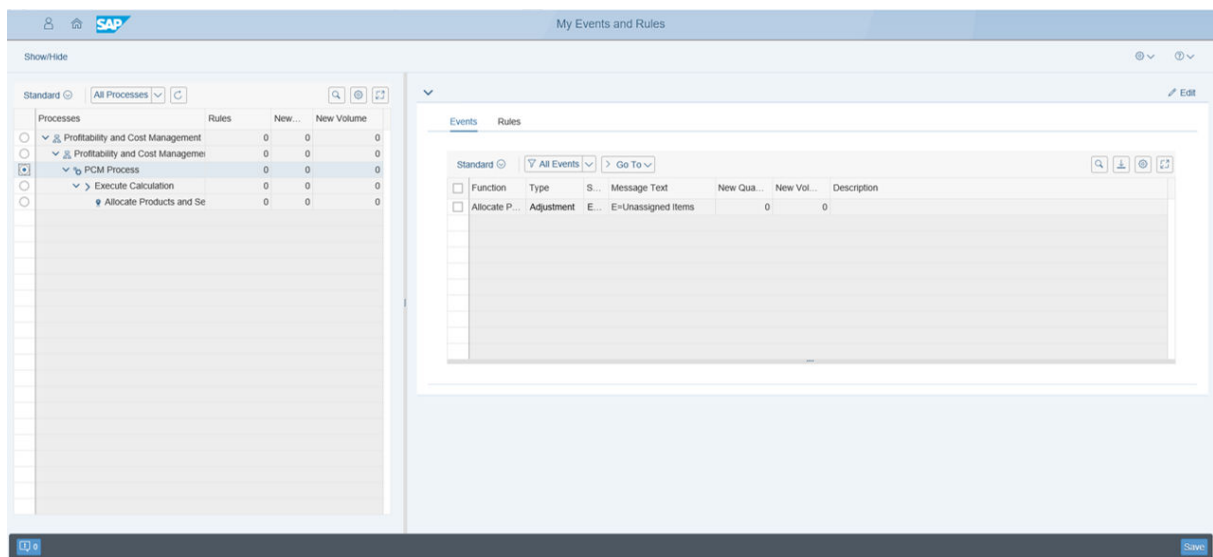 SAP My Events and Rules
Show/Hide
Standard All Processes
Processes Rules New... New Volume
Profitability and Cost Management 0 0 0
Profitability and Cost Managemen 0 0 0
PCM Process 0 0 0
Execute Calculation 0 0 0
Allocate Products and Se 0 0 0
Edit
Events Rules
Standard All Events Go To
Function Type S... Message Text New Qua... New Vol... Description
Allocate P... Adjustment E... E=Unassigned Items 0 0
0 Save